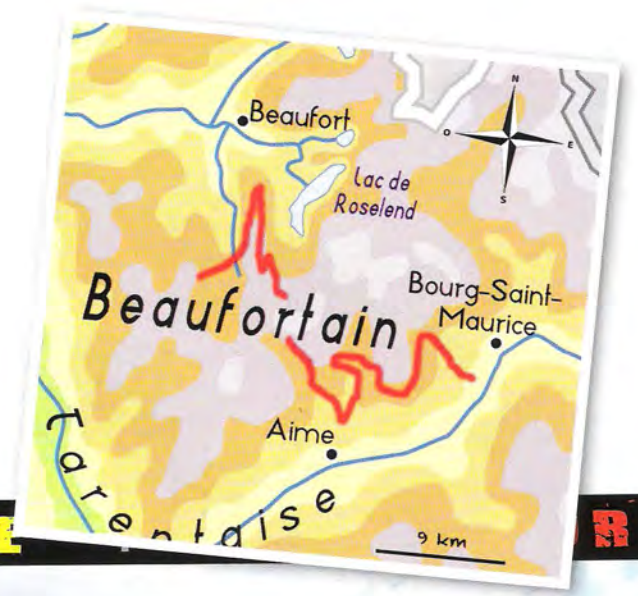 N
Beaufort
O
E
S
Lac de
Roselend
Beaufortain
Bourg-Saint-
Maurice
Aime
Tarentaise
9 km
R